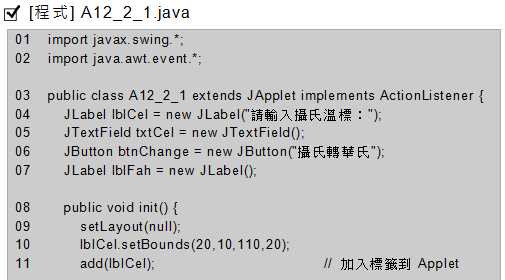 [程式] A12_2_1.java
01 import javax.swing.*;
02 import java.awt.event.*;
03 public class A12_2_1 extends JApplet implements ActionListener {
04 JLabel lblCel = new JLabel("請輸入攝氏溫標：");
05 JTextField txtCel = new JTextField();
06 JButton btnChange = new JButton("攝氏轉華氏");
07 JLabel lblFah = new JLabel();
08 public void init() {
09 setLayout(null);
10 lblCel.setBounds(20,10,110,20);
11 add(lblCel); // 加入標籤到 Applet